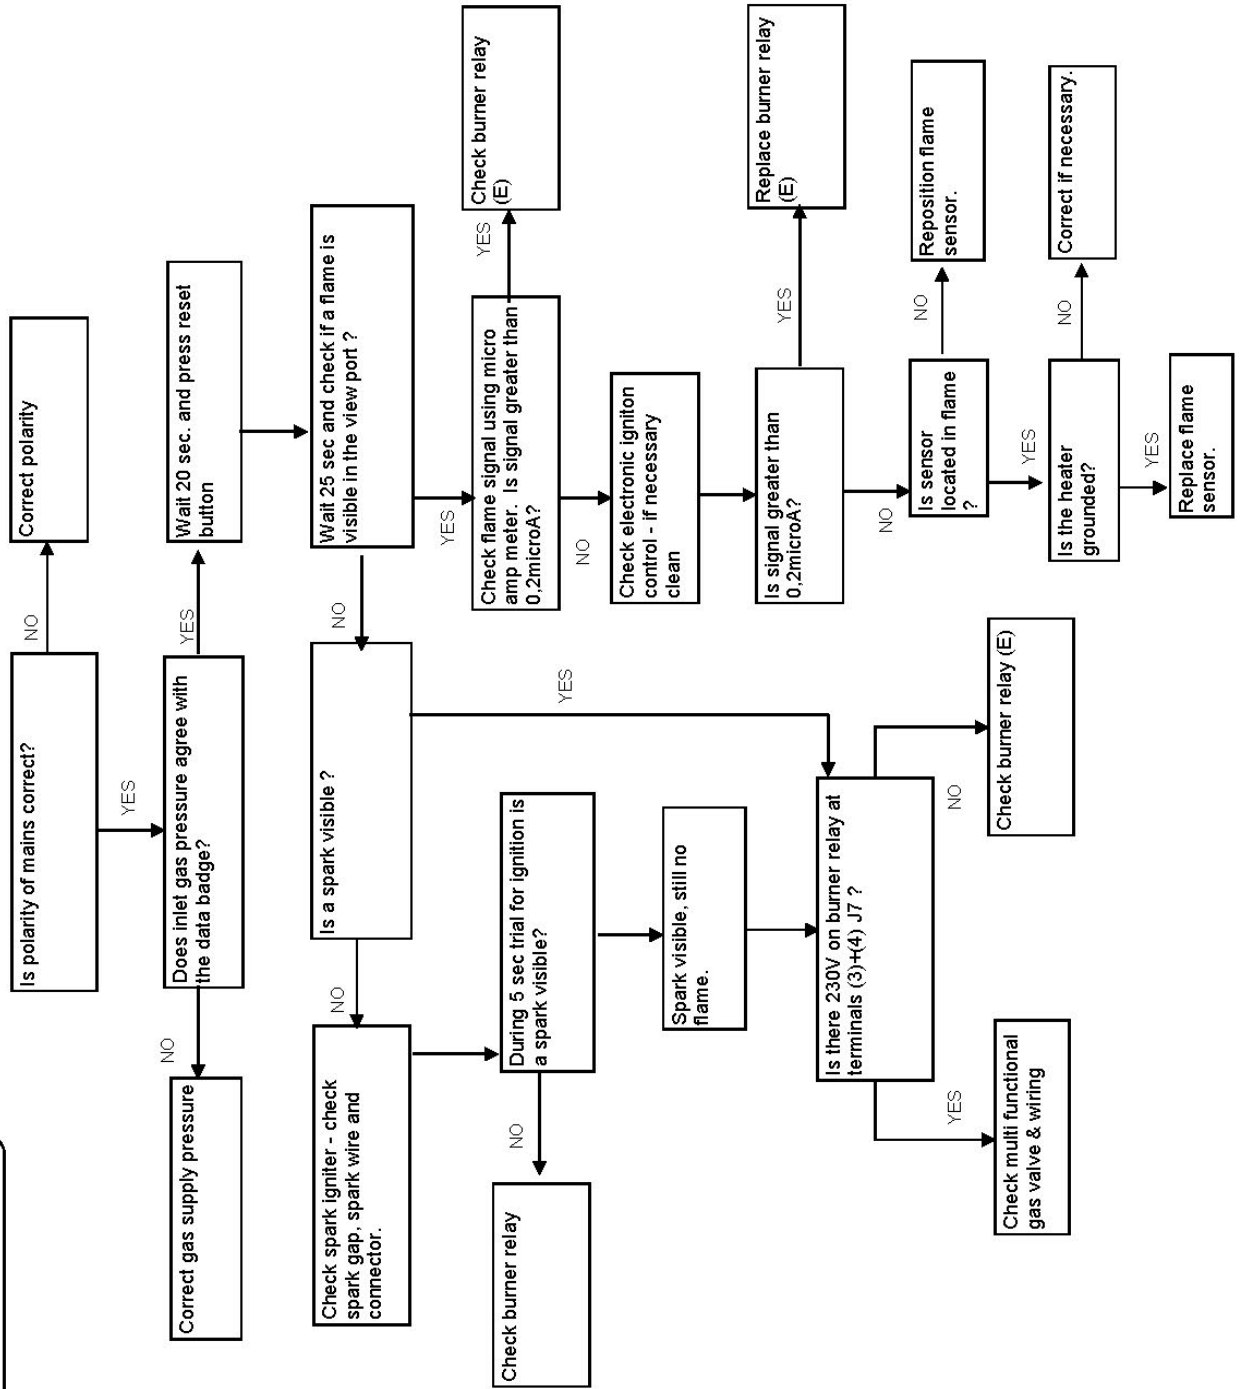 Is polarity of mains correct?
NO
Correct polarity
YES
Does inlet gas pressure agree with
the data badge?
NO
Correct gas supply pressure
YES
Wait 20 sec. and press reset
button
Wait 25 sec and check if a flame is
visible in the view port ?
NO
Is a spark visible ?
NO
Check spark igniter - check
spark gap, spark wire and
connector.
YES
Check flame signal using micro
amp meter. Is signal greater than
0,2microA?
YES
Check burner relay
(E)
NO
Check electronic igniton
control - if necessary
clean
During 5 sec trial for ignition is
a spark visible?
NO
Check burner relay
YES
Spark visible, still no
flame.
Is signal greater than
0,2microA?
YES
Replace burner relay
(E)
NO
Is there 230V on burner relay at
terminals (3)+(4) J7 ?
YES
Check multi functional
gas valve & wiring
NO
Check burner relay (E)
Is sensor
located in flame
?
NO
Reposition flame
sensor.
YES
Is the heater
grounded?
NO
Correct if necessary.
YES
Replace flame
sensor.